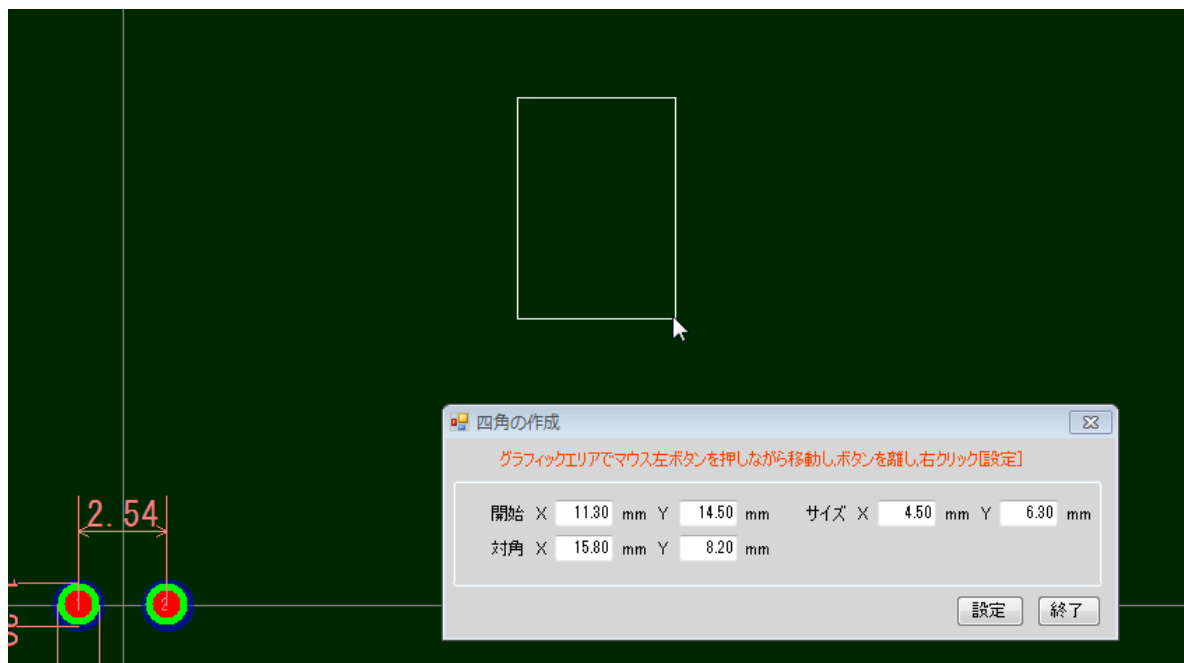 2.54
1
2
四角の作成
グラフィックエリアでマウス左ボタンを押しながら移動し,ボタンを離し,右クリック[設定]
開始 X 11.30 mm Y 14.50 mm サイズ X 4.50 mm Y 6.30 mm
対角 X 15.80 mm Y 8.20 mm
設定 終了